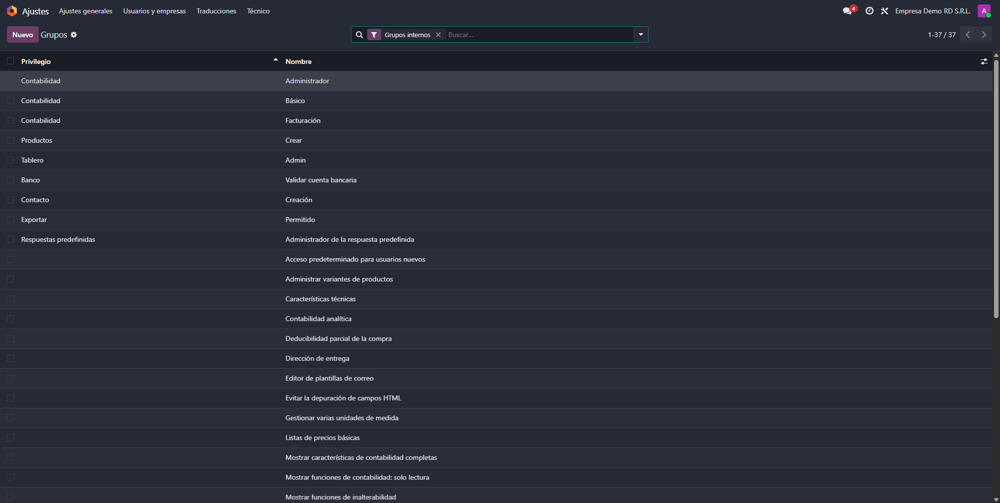 Ajustes Ajustes generales Usuarios y empresas Traducciones Técnico 4 Empresa Demo RD S.R.L. A
Nuevo Grupos Grupos internos Buscar... 1-37 / 37
Privilegio Nombre
Contabilidad Administrador
Contabilidad Básico
Contabilidad Facturación
Productos Crear
Tablero Admin
Banco Validar cuenta bancaria
Contacto Creación
Exportar Permitido
Respuestas predefinidas Administrador de la respuesta predefinida
Acceso predeterminado para usuarios nuevos
Administrar variantes de productos
Características técnicas
Contabilidad analítica
Deducibilidad parcial de la compra
Dirección de entrega
Editor de plantillas de correo
Evitar la depuración de campos HTML
Gestionar varias unidades de medida
Listas de precios básicas
Mostrar características de contabilidad completas
Mostrar funciones de contabilidad: solo lectura
Mostrar funciones de inalterabilidad